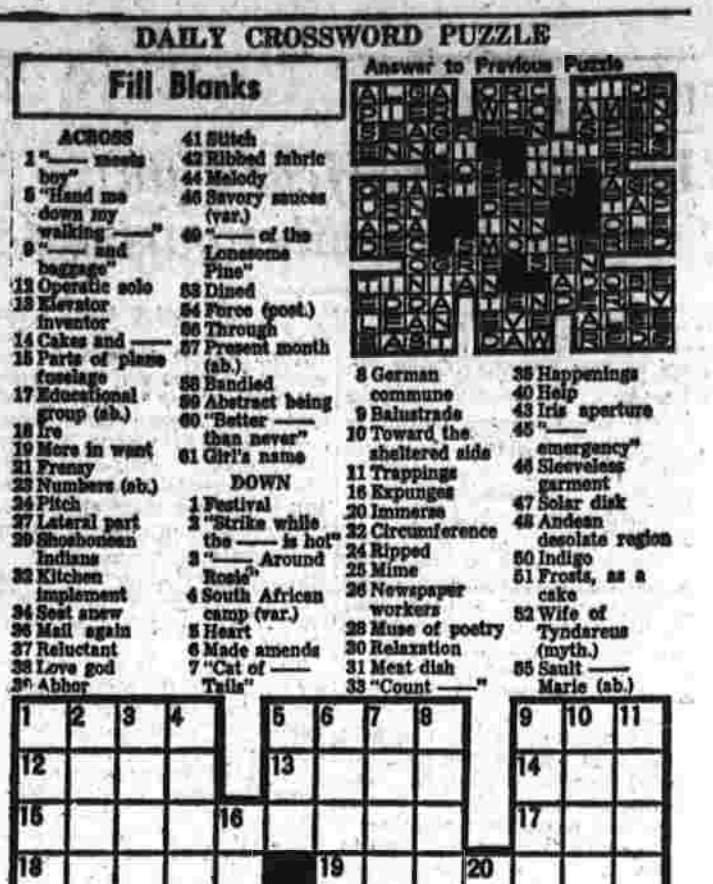 DAILY CROSSWORD PUZZLE
Fill Blanks
ACROSS
1 "—— meets
boy"
5 "Hand me
down my
walking ——"
9 "—— and
baggage"
12 Operatic solo
13 Elevator
inventor
14 Cakes and ——
15 Parts of plane
fuselage
17 Educational
group (ab.)
18 Ire
19 More in want
21 Frenzy
23 Numbers (ab.)
24 Pitch
27 Lateral part
29 Shoshonean
Indians
32 Kitchen
implement
34 Seat anew
36 Mail again
37 Reluctant
38 Love god
39 Abhor
41 Stitch
42 Ribbed fabric
44 Melody
46 Savory sauces
(var.)
49 "—— of the
Lonesome
Pine"
53 Dined
54 Force (poet.)
56 Through
57 Present month
(ab.)
58 Bandied
59 Abstract being
60 "Better ——
than never"
61 Girl's name
DOWN
1 Festival
2 "Strike while
the —— is hot"
3 "—— Around
Rosie"
4 South African
camp (var.)
5 Heart
6 Made amends
7 "Cat of ——
Tails"
Answer to Previous Puzzle
8 German
commune
9 Balustrade
10 Toward the
sheltered side
11 Trappings
16 Expunges
20 Immerse
22 Circumference
24 Ripped
25 Mime
26 Newspaper
workers
28 Muse of poetry
30 Relaxation
31 Meat dish
33 "Count ——"
35 Happenings
40 Help
43 Iris aperture
45 "——
emergency"
46 Sleeveless
garment
47 Solar disk
48 Andean
desolate region
50 Indigo
51 Frosts, as a
cake
52 Wife of
Tyndareus
(myth.)
55 Sault ——
Marie (ab.)
1 2 3 4 5 6 7 8 9 10 11
12 13 14
15 16 17
18 19 20